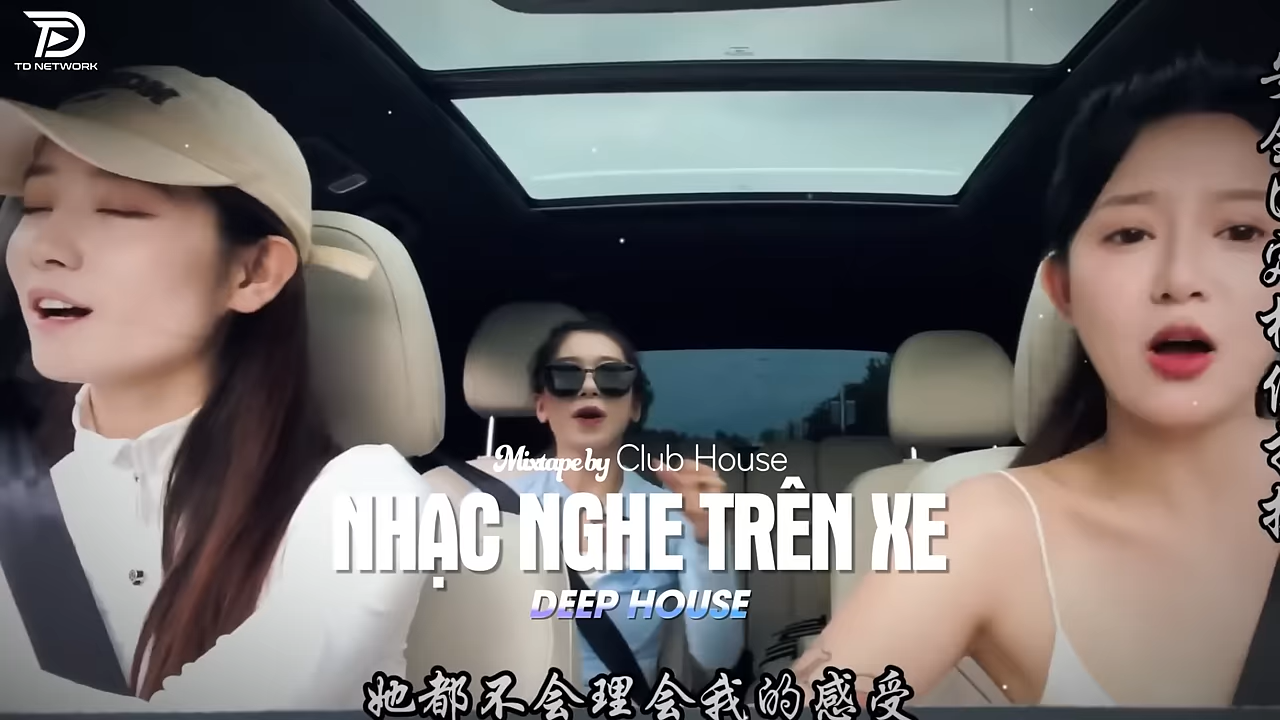 TD NETWORK
Mixtape by Club House
NHẠC NGHE TRÊN XE
DEEP HOUSE
她都不会理会我的感受